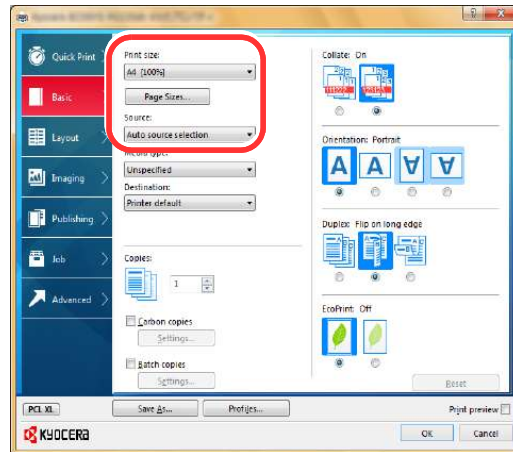 Quick Print
Basic
Layout
Imaging
Publishing
Job
Advanced
Print size:
A4 (100%)
Page Sizes...
Source:
Auto source selection
Media type:
Unspecified
Destination:
Printer default
Copies:
1
Carbon copies
Settings...
Batch copies
Settings...
Collate: On
Orientation: Portrait
A A A A
Duplex: Flip on long edge
EcoPrint: Off
Reset
PCL XL
Save As...
Profiles...
Print preview
KYOCERA
OK
Cancel